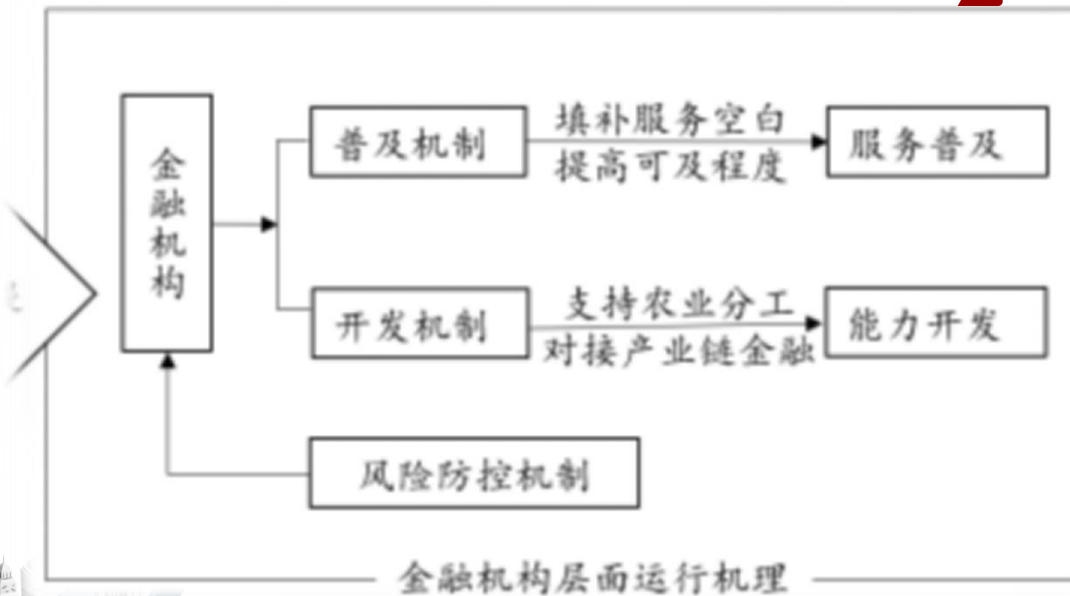 金融机构
普及机制
填补服务空白
提高可及程度
服务普及
开发机制
支持农业分工
对接产业链金融
能力开发
风险防控机制
金融机构层面运行机理